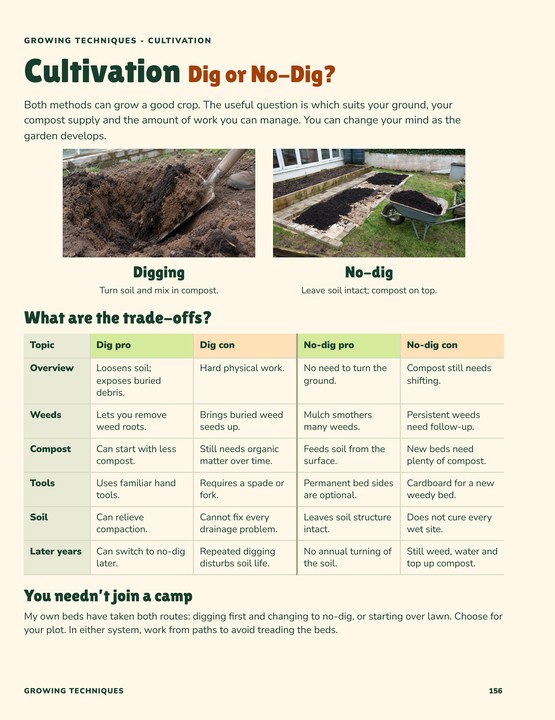 GROWING TECHNIQUES - CULTIVATION
Cultivation Dig or No-Dig?
Both methods can grow a good crop. The useful question is which suits your ground, your
compost supply and the amount of work you can manage. You can change your mind as the
garden develops.
Digging
Turn soil and mix in compost.
No-dig
Leave soil intact; compost on top.
What are the trade-offs?
Topic Dig pro Dig con No-dig pro No-dig con
Overview
Loosens soil;
exposes buried
debris.
Hard physical work.
No need to turn the
ground.
Compost still needs
shifting.
Weeds
Lets you remove
weed roots.
Brings buried weed
seeds up.
Mulch smothers
many weeds.
Persistent weeds
need follow-up.
Compost
Can start with less
compost.
Still needs organic
matter over time.
Feeds soil from the
surface.
New beds need
plenty of compost.
Tools
Uses familiar hand
tools.
Requires a spade or
fork.
Permanent bed sides
are optional.
Cardboard for a new
weedy bed.
Soil
Can relieve
compaction.
Cannot fix every
drainage problem.
Leaves soil structure
intact.
Does not cure every
wet site.
Later years
Can switch to no-dig
later.
Repeated digging
disturbs soil life.
No annual turning of
the soil.
Still weed, water and
top up compost.
You needn't join a camp
My own beds have taken both routes: digging first and changing to no-dig, or starting over lawn. Choose for
your plot. In either system, work from paths to avoid treading the beds.
GROWING TECHNIQUES
156